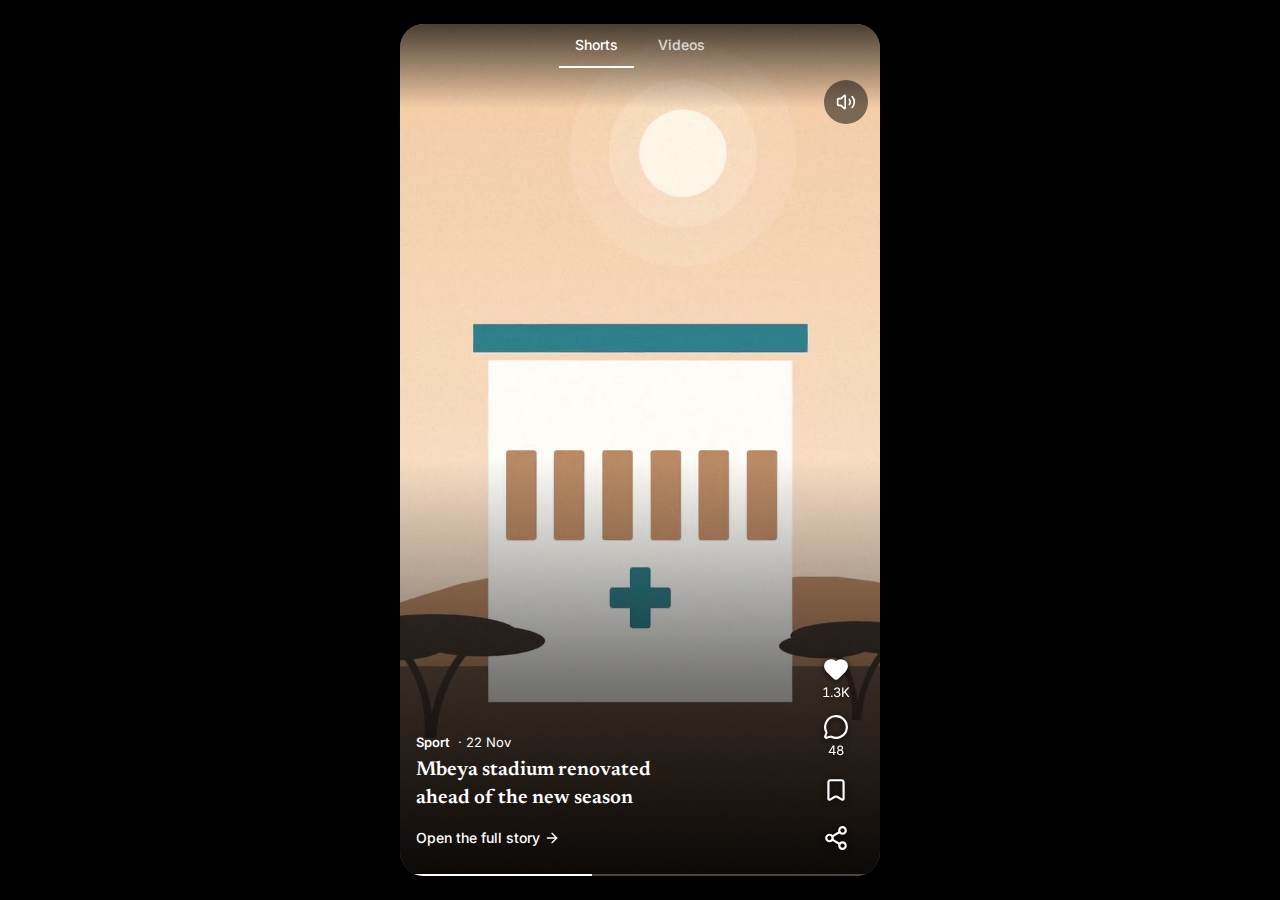 Shorts Videos
1.3K
48
Sport · 22 Nov
Mbeya stadium renovated
ahead of the new season
Open the full story →